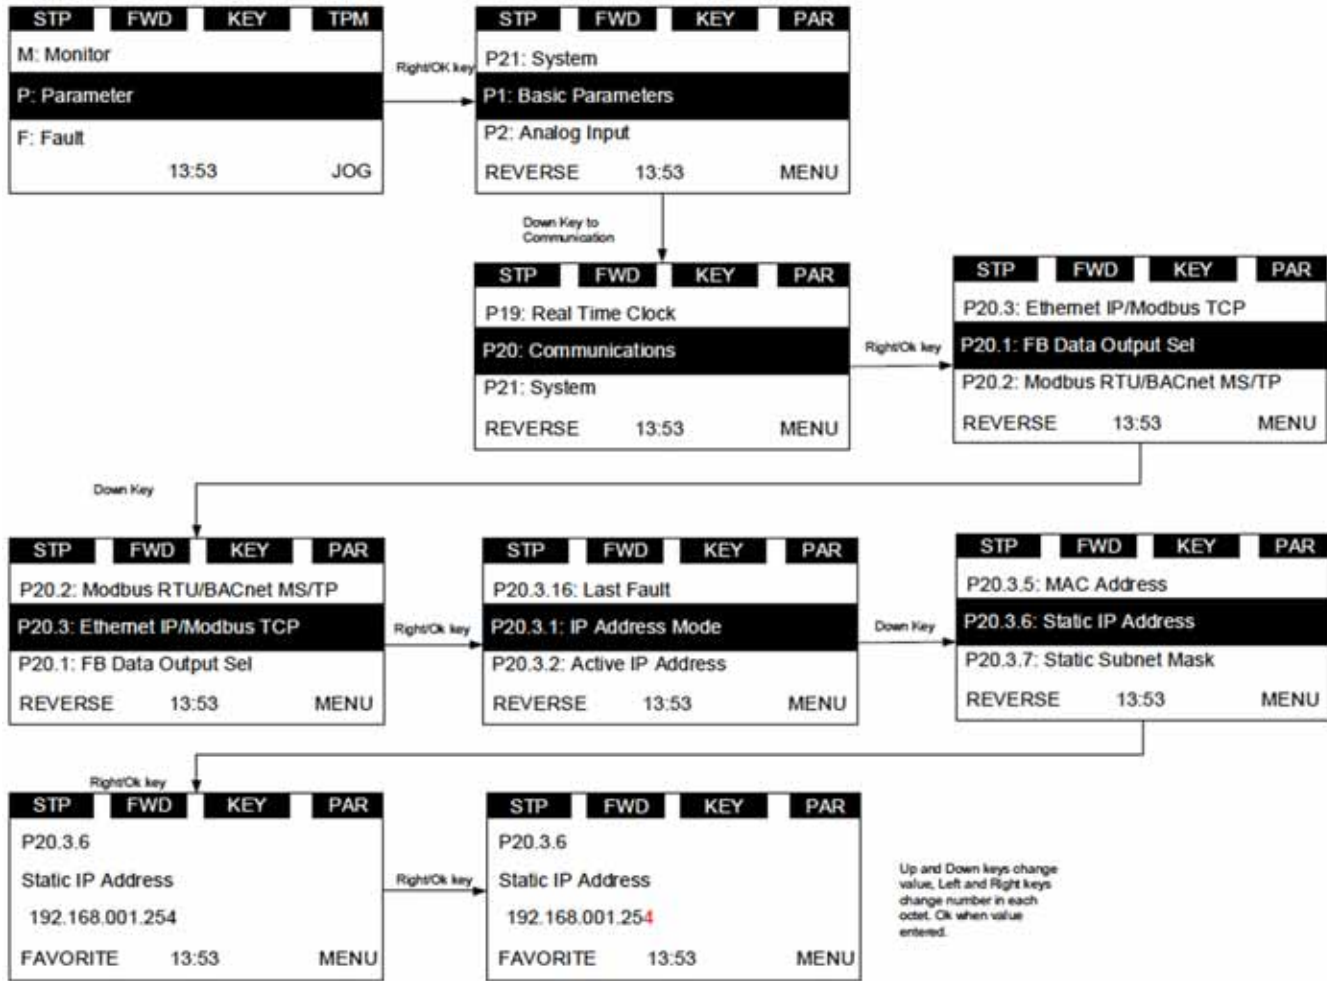 STP FWD KEY TPM
M: Monitor
P: Parameter
F: Fault
13:53 JOG
Right/OK key
STP FWD KEY PAR
P21: System
P1: Basic Parameters
P2: Analog Input
REVERSE 13:53 MENU
Down Key to
Communication
STP FWD KEY PAR
P19: Real Time Clock
P20: Communications
P21: System
REVERSE 13:53 MENU
Right/Ok key
STP FWD KEY PAR
P20.3: Ethernet IP/Modbus TCP
P20.1: FB Data Output Sel
P20.2: Modbus RTU/BACnet MS/TP
REVERSE 13:53 MENU
Down Key
STP FWD KEY PAR
P20.2: Modbus RTU/BACnet MS/TP
P20.3: Ethernet IP/Modbus TCP
P20.1: FB Data Output Sel
REVERSE 13:53 MENU
Right/Ok key
STP FWD KEY PAR
P20.3.16: Last Fault
P20.3.1: IP Address Mode
P20.3.2: Active IP Address
REVERSE 13:53 MENU
Down Key
STP FWD KEY PAR
P20.3.5: MAC Address
P20.3.6: Static IP Address
P20.3.7: Static Subnet Mask
REVERSE 13:53 MENU
Right/Ok key
STP FWD KEY PAR
P20.3.6
Static IP Address
192.168.001.254
FAVORITE 13:53 MENU
Right/Ok key
STP FWD KEY PAR
P20.3.6
Static IP Address
192.168.001.254
FAVORITE 13:53 MENU
Up and Down keys change
value, Left and Right keys
change number in each
octet. Ok when value
entered.